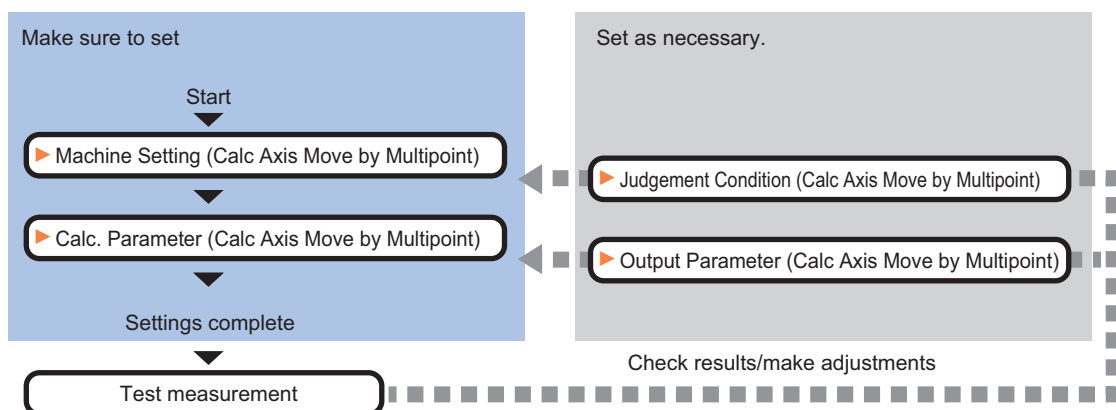 Make sure to set
Start
Machine Setting (Calc Axis Move by Multipoint)
Calc. Parameter (Calc Axis Move by Multipoint)
Settings complete
Test measurement
Set as necessary.
Judgement Condition (Calc Axis Move by Multipoint)
Output Parameter (Calc Axis Move by Multipoint)
Check results/make adjustments